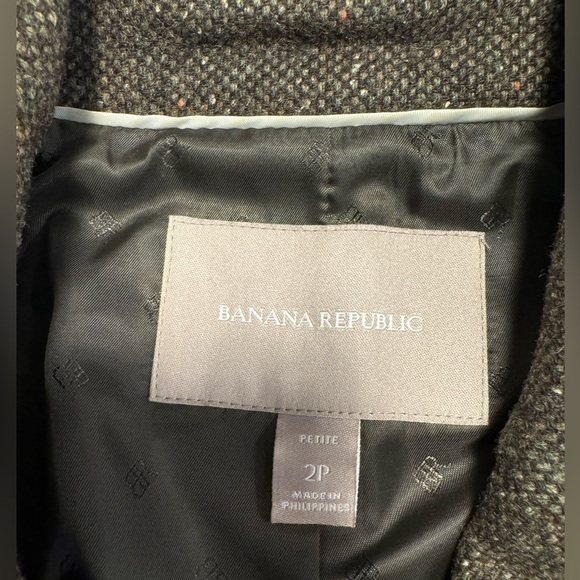 BANANA REPUBLIC
PETITE
2P
MADE IN
PHILIPPINES